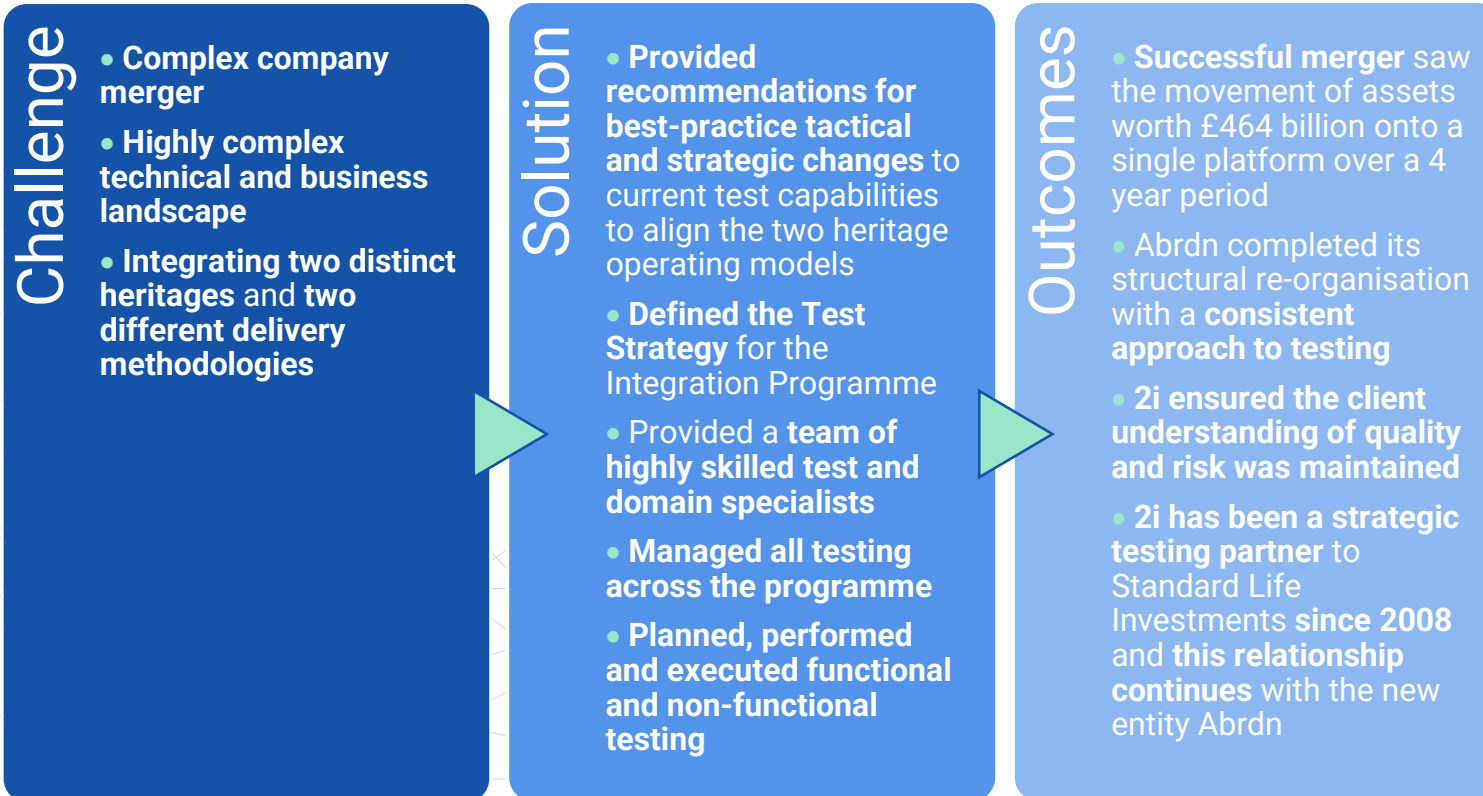 Challenge
• Complex company
merger
• Highly complex
technical and business
landscape
• Integrating two distinct
heritages and two
different delivery
methodologies
Solution
• Provided
recommendations for
best-practice tactical
and strategic changes to
current test capabilities
to align the two heritage
operating models
• Defined the Test
Strategy for the
Integration Programme
• Provided a team of
highly skilled test and
domain specialists
• Managed all testing
across the programme
• Planned, performed
and executed functional
and non-functional
testing
Outcomes
• Successful merger saw
the movement of assets
worth £464 billion onto a
single platform over a 4
year period
• Abrdn completed its
structural re-organisation
with a consistent
approach to testing
• 2i ensured the client
understanding of quality
and risk was maintained
• 2i has been a strategic
testing partner to
Standard Life
Investments since 2008
and this relationship
continues with the new
entity Abrdn